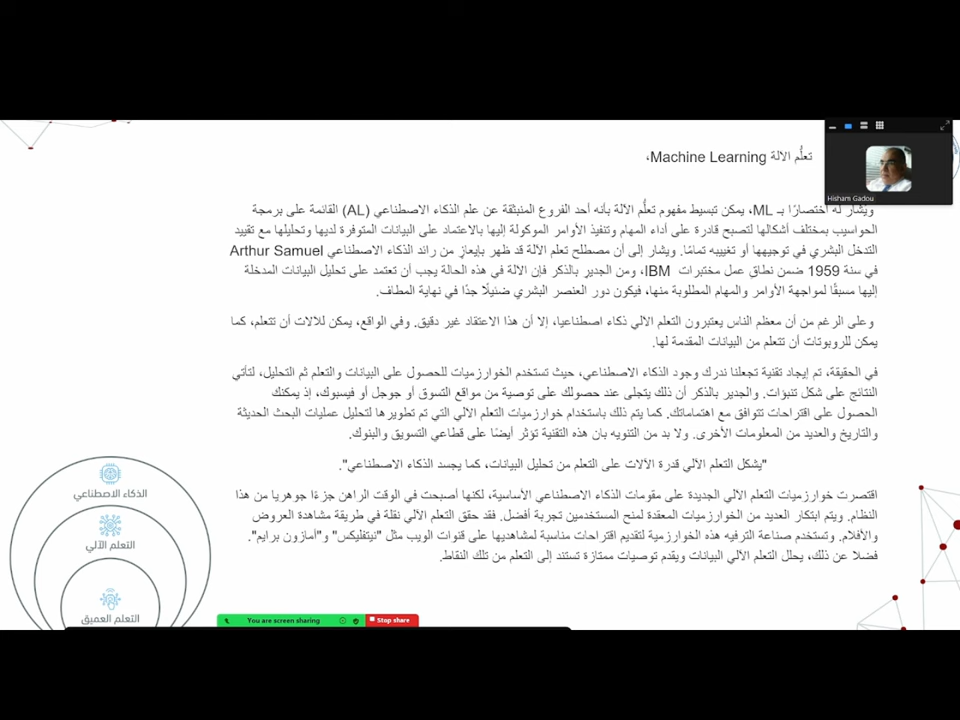 تعلُّم الالة Machine Learning،
Hisham Gadou
ويشار له اختصارًا بـ ML، يمكن تبسيط مفهوم تعلُّم الآلة بأنه أحد الفروع المنبثقة عن علم الذكاء الاصطناعي (AL) القائمة على برمجة
الحواسيب بمختلف أشكالها لتصبح قادرة على أداء المهام وتنفيذ الأوامر الموكولة إليها بالاعتماد على البيانات المتوفرة لديها وتحليلها مع تقييد
التدخل البشري في توجيهها أو تغييبه تمامًا. ويشار إلى أن مصطلح تعلم الآلة قد ظهر بإيعازٍ من رائد الذكاء الاصطناعي Arthur Samuel
في سنة 1959 ضمن نطاق عمل مختبرات IBM، ومن الجدير بالذكر فإن الآلة في هذه الحالة يجب أن تعتمد على تحليل البيانات المدخلة
إليها مسبقًا لمواجهة الأوامر والمهام المطلوبة منها، فيكون دور العنصر البشري ضئيلًا جدًا في نهاية المطاف.
وعلى الرغم من أن معظم الناس يعتبرون التعلم الالي ذكاء اصطناعيا، إلا أن هذا الاعتقاد غير دقيق. وفي الواقع، يمكن للآلات أن تتعلم، كما
يمكن للروبوتات أن تتعلم من البيانات المقدمة لها.
في الحقيقة، تم إيجاد تقنية تجعلنا ندرك وجود الذكاء الاصطناعي، حيث تستخدم الخوارزميات للحصول على البيانات والتعلم ثم التحليل، لتأتي
النتائج على شكل تنبؤات. والجدير بالذكر أن ذلك يتجلى عند حصولك على توصية من مواقع التسوق أو جوجل أو فيسبوك، إذ يمكنك
الحصول على اقتراحات تتوافق مع اهتماماتك. كما يتم ذلك باستخدام خوارزميات التعلم الالي التي تم تطويرها لتحليل عمليات البحث الحديثة
والتاريخ والعديد من المعلومات الأخرى. ولا بد من التنويه بان هذه التقنية تؤثر أيضًا على قطاعي التسويق والبنوك.
"يشكل التعلم الآلي قدرة الآلات على التعلم من تحليل البيانات، كما يجسد الذكاء الاصطناعي".
اقتصرت خوارزميات التعلم الالي الجديدة على مقومات الذكاء الاصطناعي الأساسية، لكنها أصبحت في الوقت الراهن جزءًا جوهريا من هذا
النظام. ويتم ابتكار العديد من الخوارزميات المعقدة لمنح المستخدمين تجربة أفضل. فقد حقق التعلم الآلي نقلة في طريقة مشاهدة العروض
والأفلام. وتستخدم صناعة الترفيه هذه الخوارزمية لتقديم اقتراحات مناسبة لمشاهديها على قنوات الويب مثل "نيتفليكس" و"أمازون برايم".
فضلا عن ذلك، يحلل التعلم الآلي البيانات ويقدم توصيات ممتازة تستند إلى التعلم من تلك النقاط.
الذكاء الاصطناعي
التعلم الآلي
التعلم العميق
You are screen sharing
Stop share